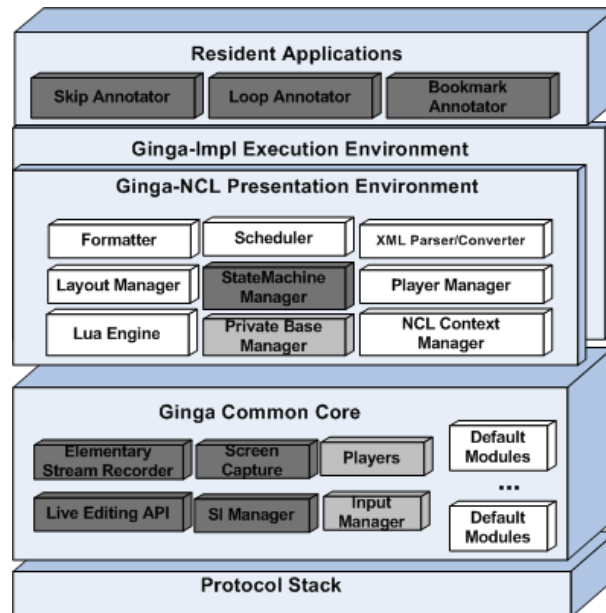 Resident Applications
Skip Annotator
Loop Annotator
Bookmark
Annotator
Ginga-Impl Execution Environment
Ginga-NCL Presentation Environment
Formatter
Scheduler
XML Parser/Converter
Layout Manager
StateMachine
Manager
Player Manager
Lua Engine
Private Base
Manager
NCL Context
Manager
Ginga Common Core
Elementary
Stream Recorder
Screen
Capture
Players
Default
Modules
...
Live Editing API
SI Manager
Input
Manager
Default
Modules
Protocol Stack